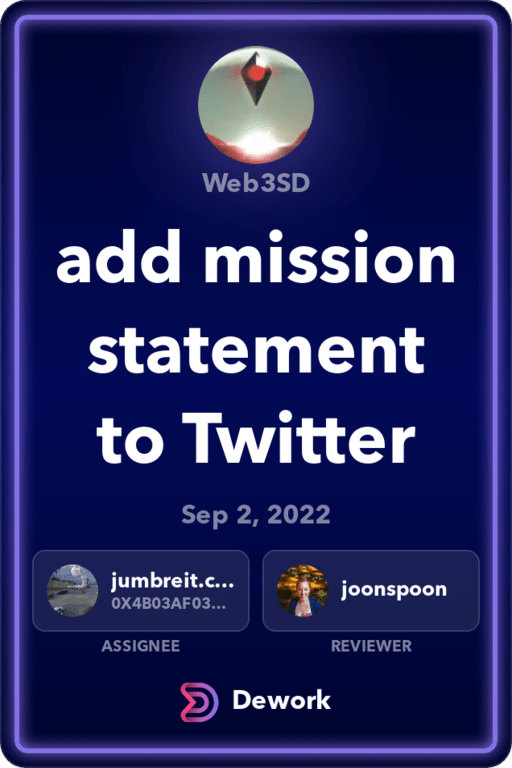 Web3SD
add mission
statement
to Twitter
Sep 2, 2022
jumbreit.c...
0X4B03AF03...
joonspoon
ASSIGNEE
REVIEWER
Dework